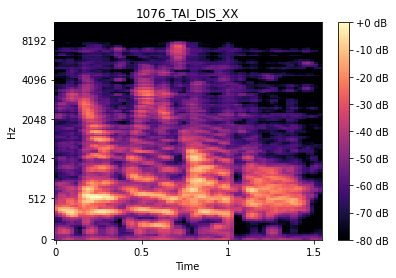 1076_TAI_DIS_XX
+0 dB
8192
-10 dB
4096
-20 dB
-30 dB
2048
Hz
-40 dB
1024
-50 dB
512
-60 dB
-70 dB
0
-80 dB
0
0.5
1
1.5
Time